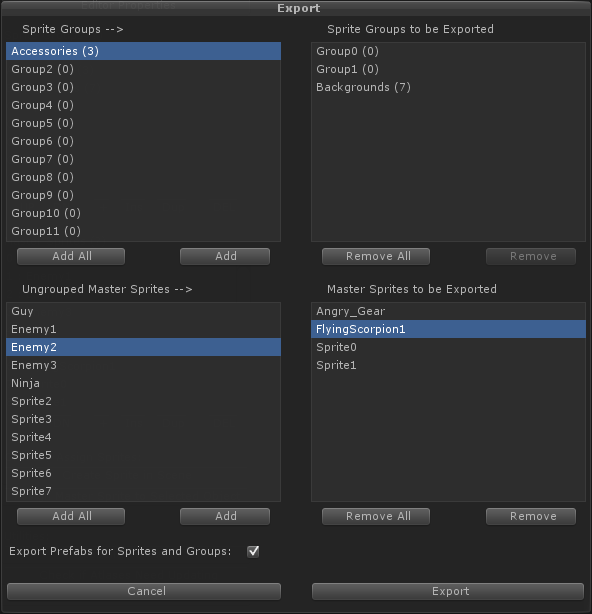 Export
Sprite Groups -->
Accessories (3)
Group2 (0)
Group3 (0)
Group4 (0)
Group5 (0)
Group6 (0)
Group7 (0)
Group8 (0)
Group9 (0)
Group10 (0)
Group11 (0)
Add All
Add
Sprite Groups to be Exported
Group0 (0)
Group1 (0)
Backgrounds (7)
Remove All
Remove
Ungrouped Master Sprites -->
Guy
Enemy1
Enemy2
Enemy3
Ninja
Sprite2
Sprite3
Sprite4
Sprite5
Sprite6
Sprite7
Add All
Add
Master Sprites to be Exported
Angry_Gear
FlyingScorpion1
Sprite0
Sprite1
Remove All
Remove
Export Prefabs for Sprites and Groups:
Cancel
Export